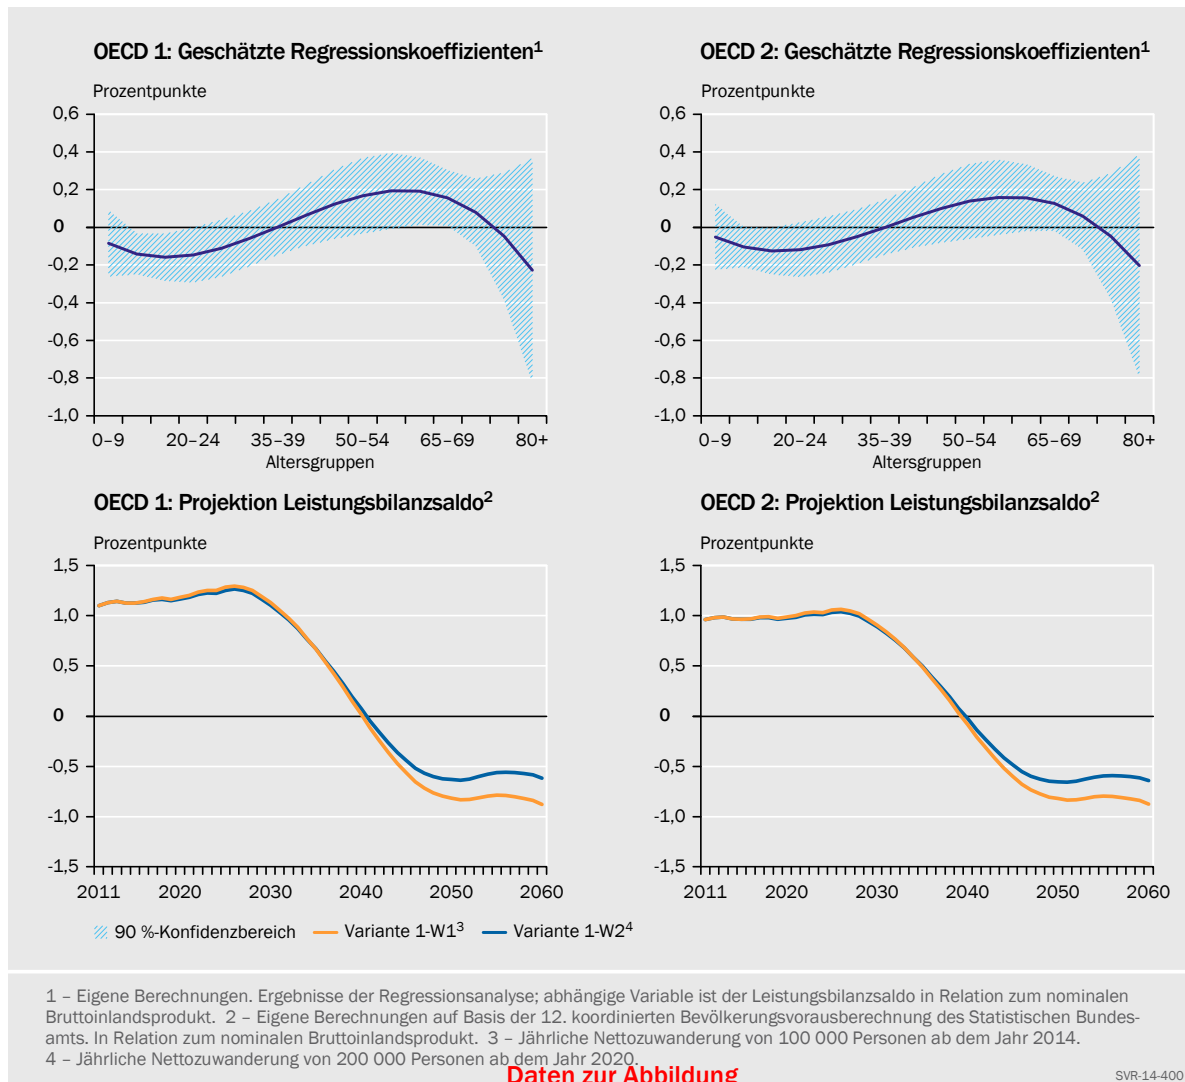 OECD 1: Geschätzte Regressionskoeffizienten¹
Prozentpunkte
0,6
0,4
0,2
0
-0,2
-0,4
-0,6
-0,8
-1,0
0–9 20–24 35–39 50–54 65–69 80+
Altersgruppen
OECD 2: Geschätzte Regressionskoeffizienten¹
Prozentpunkte
0,6
0,4
0,2
0
-0,2
-0,4
-0,6
-0,8
-1,0
0–9 20–24 35–39 50–54 65–69 80+
Altersgruppen
OECD 1: Projektion Leistungsbilanzsaldo²
Prozentpunkte
1,5
1,0
0,5
0
-0,5
-1,0
-1,5
2011 2020 2030 2040 2050 2060
OECD 2: Projektion Leistungsbilanzsaldo²
Prozentpunkte
1,5
1,0
0,5
0
-0,5
-1,0
-1,5
2011 2020 2030 2040 2050 2060
90 %-Konfidenzbereich Variante 1-W1³ Variante 1-W2⁴
1 – Eigene Berechnungen. Ergebnisse der Regressionsanalyse; abhängige Variable ist der Leistungsbilanzsaldo in Relation zum nominalen
Bruttoinlandsprodukt. 2 – Eigene Berechnungen auf Basis der 12. koordinierten Bevölkerungsvorausberechnung des Statistischen Bundes-
amts. In Relation zum nominalen Bruttoinlandsprodukt. 3 – Jährliche Nettozuwanderung von 100 000 Personen ab dem Jahr 2014.
4 – Jährliche Nettozuwanderung von 200 000 Personen ab dem Jahr 2020.
Daten zur Abbildung
SVR-14-400